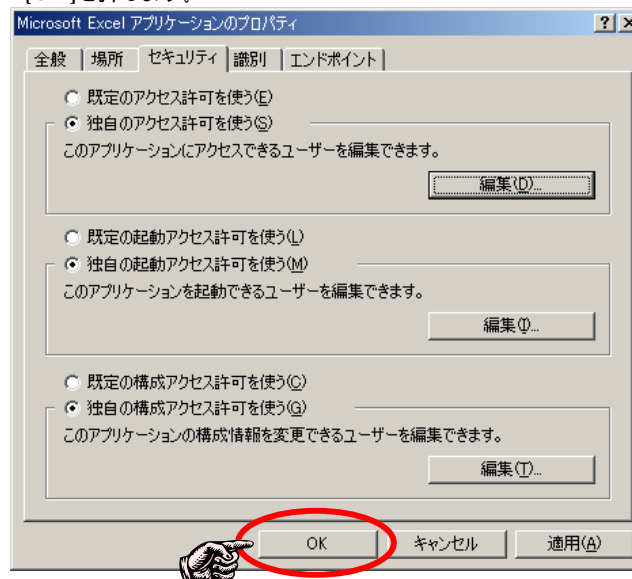 を押します。
Microsoft Excel アプリケーションのプロパティ
全般 場所 セキュリティ 識別 エンドポイント
既定のアクセス許可を使う(E)
独自のアクセス許可を使う(S)
このアプリケーションにアクセスできるユーザーを編集できます。
編集(D)...
既定の起動アクセス許可を使う(L)
独自の起動アクセス許可を使う(M)
このアプリケーションを起動できるユーザーを編集できます。
編集(I)...
既定の構成アクセス許可を使う(C)
独自の構成アクセス許可を使う(G)
このアプリケーションの構成情報を変更できるユーザーを編集できます。
編集(T)...
OK キャンセル 適用(A)